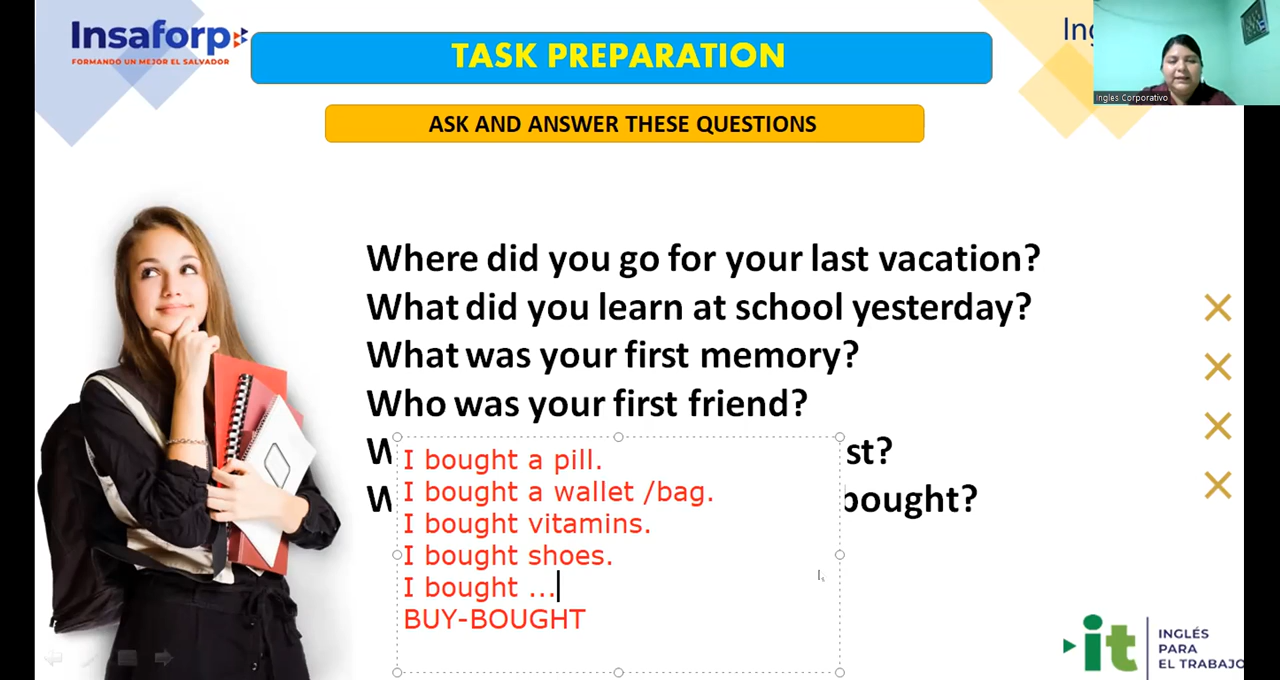 Insaforp
FORMANDO UN MEJOR EL SALVADOR
TASK PREPARATION
Ingles Corporativo
ASK AND ANSWER THESE QUESTIONS
Where did you go for your last vacation?
What did you learn at school yesterday?
What was your first memory?
Who was your first friend?
st?
bought?
I bought a pill.
I bought a wallet /bag.
I bought vitamins.
I bought shoes.
I bought ...
BUY-BOUGHT
it
INGLÉS
PARA
EL TRABAJO